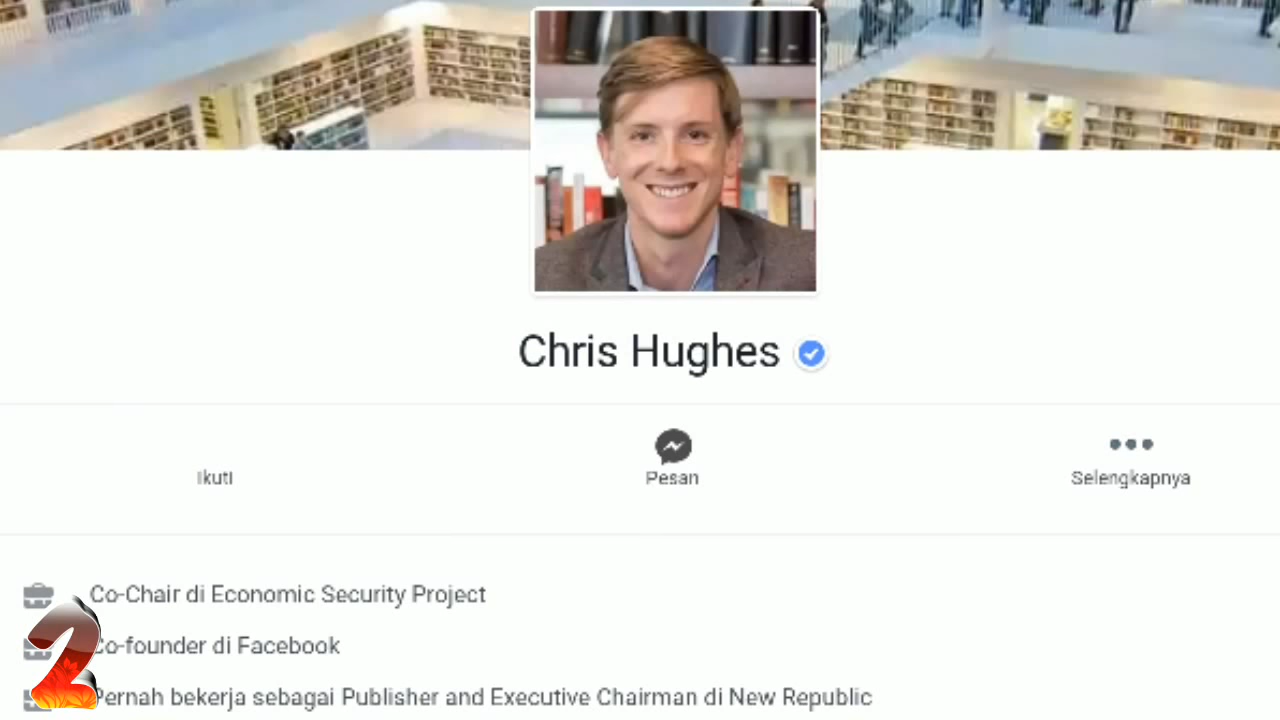 Chris Hughes
Ikuti
Pesan
Selengkapnya
Co-Chair di Economic Security Project
Co-founder di Facebook
Pernah bekerja sebagai Publisher and Executive Chairman di New Republic
2